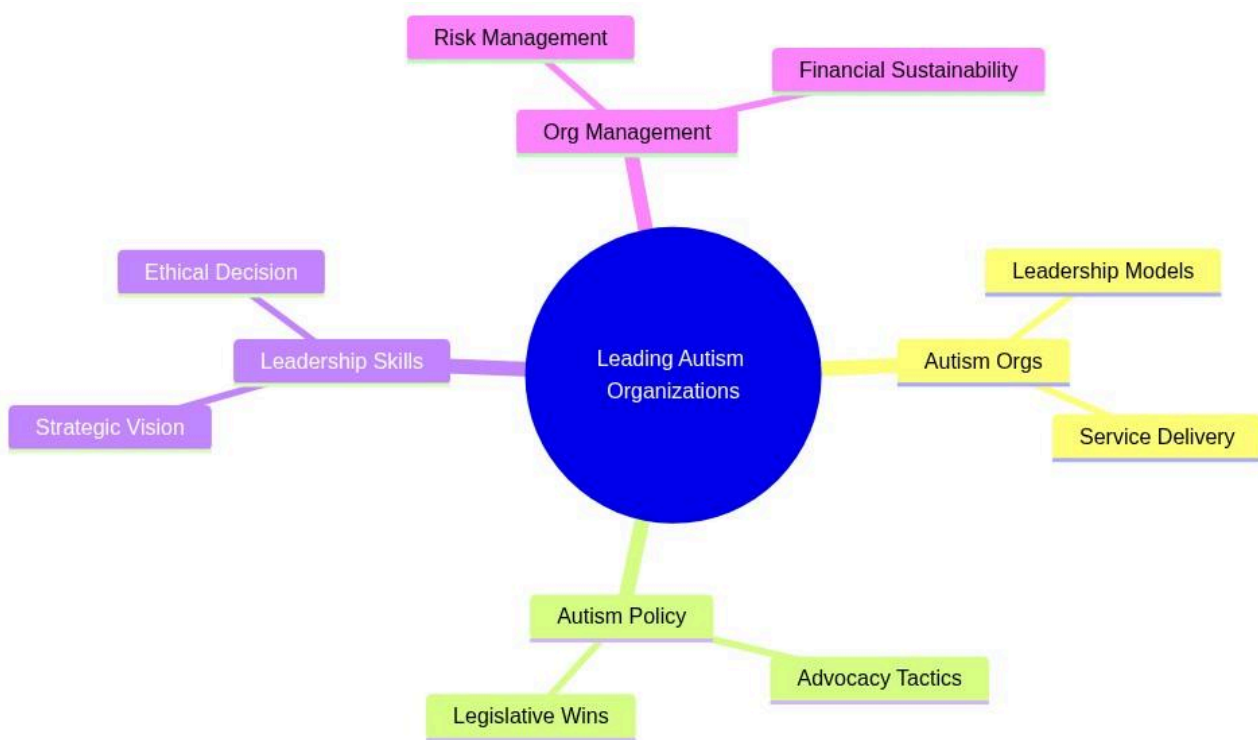 Risk Management
Financial Sustainability
Org Management
Ethical Decision
Leadership Models
Leadership Skills
Leading Autism
Organizations
Autism Orgs
Strategic Vision
Service Delivery
Autism Policy
Advocacy Tactics
Legislative Wins